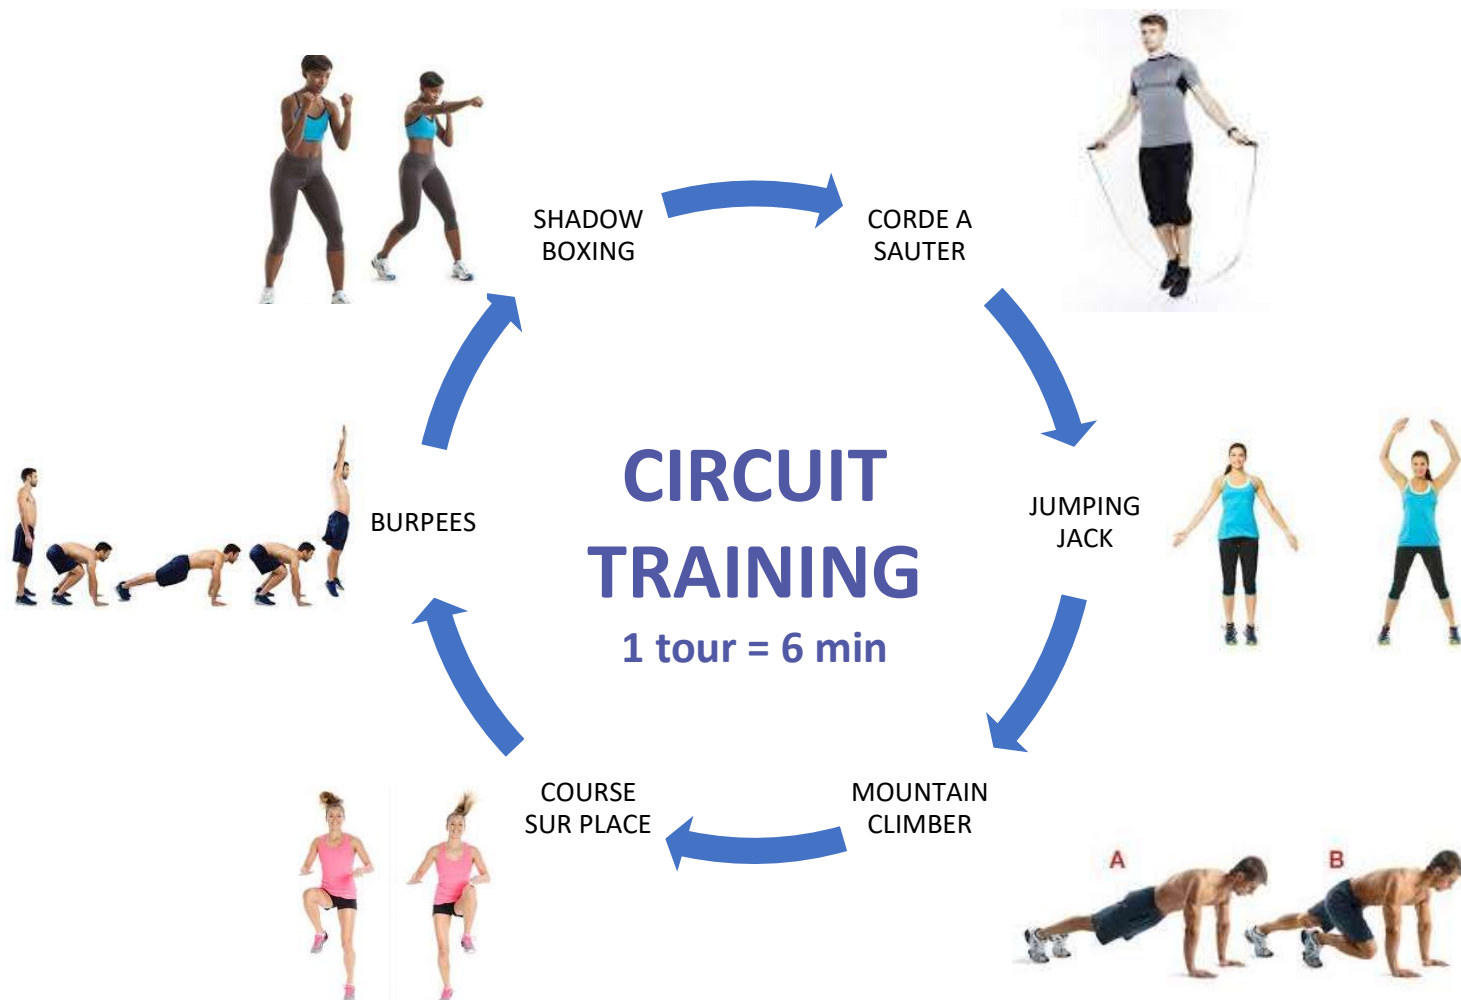 SHADOW
BOXING
CORDE A
SAUTER
JUMPING
JACK
MOUNTAIN
CLIMBER
COURSE
SUR PLACE
BURPEES
CIRCUIT
TRAINING
1 tour = 6 min
A
B